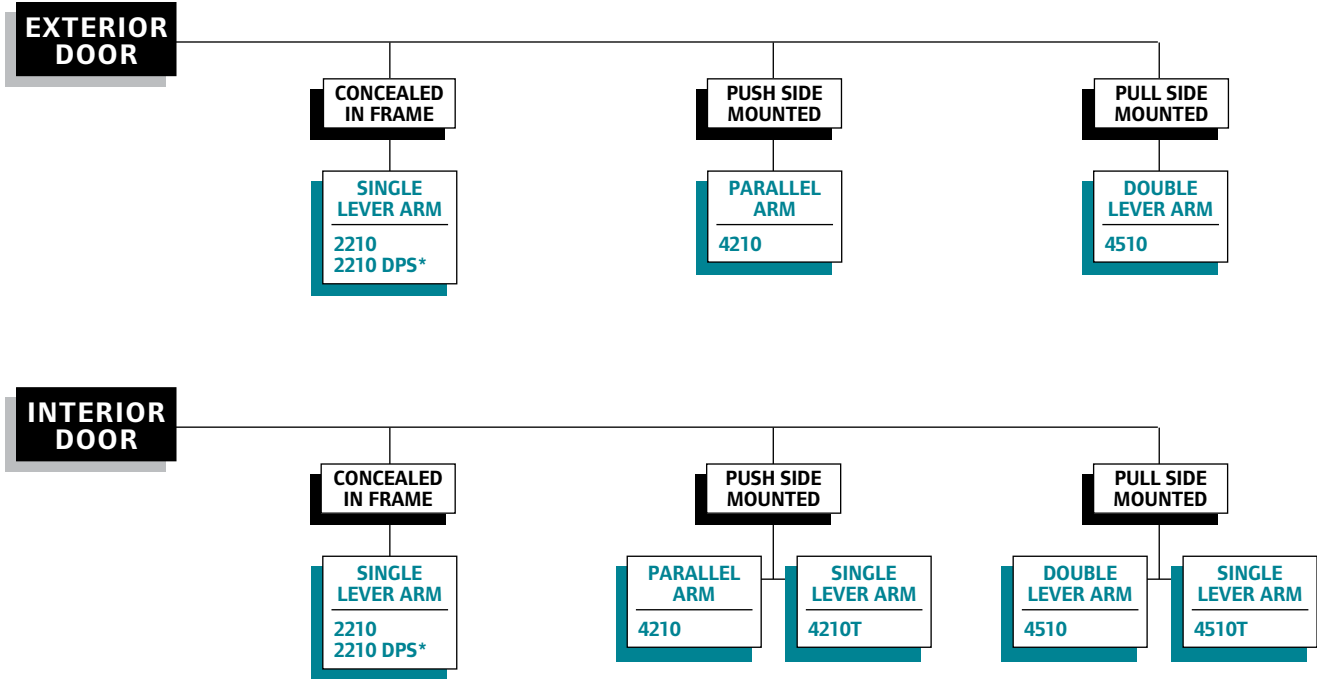 EXTERIOR
DOOR
CONCEALED
IN FRAME
PUSH SIDE
MOUNTED
PULL SIDE
MOUNTED
SINGLE
LEVER ARM
2210
2210 DPS*
PARALLEL
ARM
4210
DOUBLE
LEVER ARM
4510
INTERIOR
DOOR
CONCEALED
IN FRAME
PUSH SIDE
MOUNTED
PULL SIDE
MOUNTED
SINGLE
LEVER ARM
2210
2210 DPS*
PARALLEL
ARM
4210
SINGLE
LEVER ARM
4210T
DOUBLE
LEVER ARM
4510
SINGLE
LEVER ARM
4510T